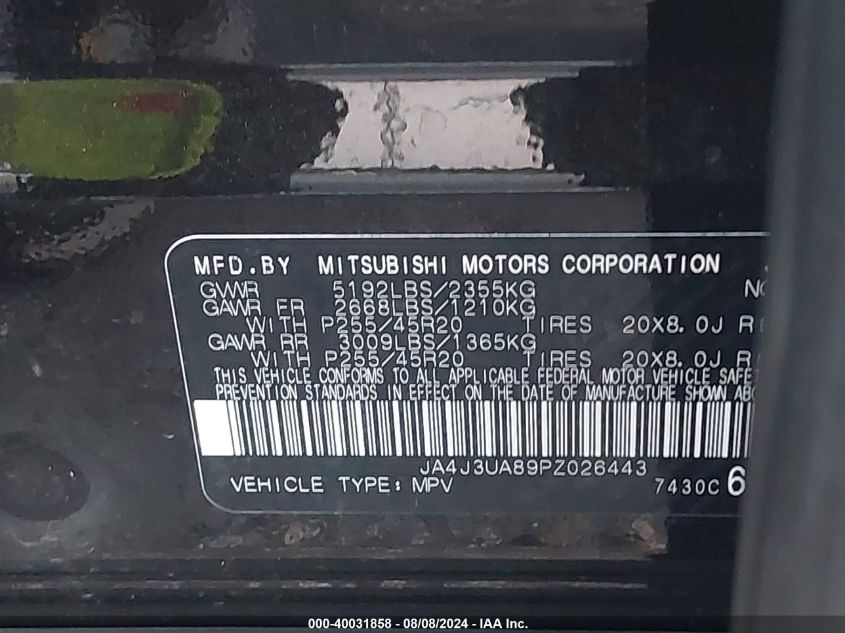 MFD.BY MITSUBISHI MOTORS CORPORATION
GVWR 5192LBS/2355KG
GAWR FR 2668LBS/1210KG
WITH P255/45R20 TIRES 20X8.0J
GAWR RR 3009LBS/1365KG
WITH P255/45R20 TIRES 20X8.0J
THIS VEHICLE CONFORMS TO ALL APPLICABLE FEDERAL MOTOR VEHICLE
PREVENTION STANDARDS IN EFFECT ON THE DATE OF MANUFACTURE SHOWN
JA4J3UA89PZ026443
VEHICLE TYPE: MPV 7430C 6
000-40031858 - 08/08/2024 - IAA Inc.